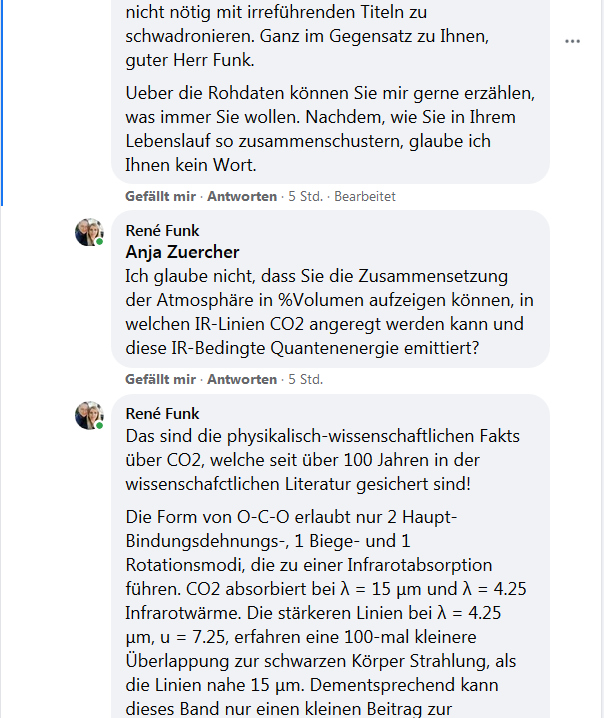 nicht nötig mit irreführenden Titeln zu
schwadronieren. Ganz im Gegensatz zu Ihnen,
guter Herr Funk.
Ueber die Rohdaten können Sie mir gerne erzählen,
was immer Sie wollen. Nachdem, wie Sie in Ihrem
Lebenslauf so zusammenschustern, glaube ich
Ihnen kein Wort.
Gefällt mir · Antworten · 5 Std. · Bearbeitet
René Funk
Anja Zuercher
Ich glaube nicht, dass Sie die Zusammensetzung
der Atmosphäre in %Volumen aufzeigen können, in
welchen IR-Linien CO2 angeregt werden kann und
diese IR-Bedingte Quantenenergie emittiert?
Gefällt mir · Antworten · 5 Std.
René Funk
Das sind die physikalisch-wissenschaftlichen Fakts
über CO2, welche seit über 100 Jahren in der
wissenschafctlichen Literatur gesichert sind!
Die Form von O-C-O erlaubt nur 2 Haupt-
Bindungsdehnungs-, 1 Biege- und 1
Rotationsmodi, die zu einer Infrarotabsorption
führen. CO2 absorbiert bei λ = 15 μm und λ = 4.25
Infrarotwärme. Die stärkeren Linien bei λ = 4.25
μm, u = 7.25, erfahren eine 100-mal kleinere
Überlappung zur schwarzen Körper Strahlung, als
die Linien nahe 15 μm. Dementsprechend kann
dieses Band nur einen kleinen Beitrag zur